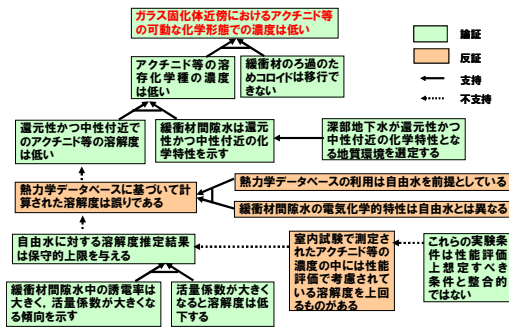 ガラス固化体近傍におけるアクチニド等
の可動な化学形態での濃度は低い
論証
反証
支持
不支持
アクチニド等の溶
存化学種の濃度
は低い
緩衝材のろ過のた
めコロイドは移行で
きない
還元性かつ中性付近で
のアクチニド等の溶解度
は低い
緩衝材間隙水は還元
性かつ中性付近の化
学特性を示す
深部地下水が還元性かつ
中性付近の化学特性とな
る地質環境を選定する
熱力学データベースに基づいて計
算された溶解度は誤りである
熱力学データベースの利用は自由水を前提としている
緩衝材間隙水の電気化学的特性は自由水とは異なる
自由水に対する溶解度推定結果
は保守的上限を与える
室内試験で測定さ
れたアクチニド等の濃
度の中には性能評
価で考慮されてい
る溶解度を上回
るものがある
これらの実験条
件は性能評価
上想定すべき
条件と整合的
ではない
緩衝材間隙水中の誘電率は
大きく，活量係数が大きくな
る傾向を示す
活量係数が大きく
なると溶解度は低
下する